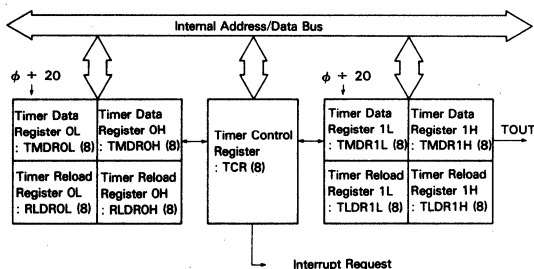 Internal Address/Data Bus
ϕ ÷ 20
ϕ ÷ 20
Timer Data
Register 0L
: TMDR0L (8)
Timer Data
Register 0H
: TMDR0H (8)
Timer Reload
Register 0L
: RLDR0L (8)
Timer Reload
Register 0H
: RLDR0H (8)
Timer Control
Register
: TCR (8)
Timer Data
Register 1L
: TMDR1L (8)
Timer Data
Register 1H
: TMDR1H (8)
TOUT
Timer Reload
Register 1L
: TLDR1L (8)
Timer Reload
Register 1H
: TLDR1H (8)
Interrupt Request